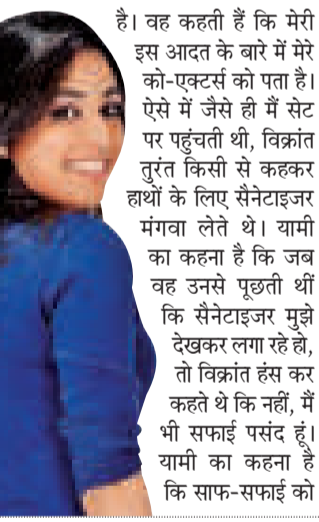 है। वह कहती हैं कि मेरी
इस आदत के बारे में मेरे
को-एक्टर्स को पता है।
ऐसे में जैसे ही मैं सेट
पर पहुंचती थी, विक्रांत
तुरंत किसी से कहकर
हाथों के लिए सैनेटाइजर
मंगवा लेते थे। यामी
का कहना है कि जब
वह उनसे पूछती थीं
कि सैनेटाइजर मुझे
देखकर लगा रहे हो,
तो विक्रांत हंस कर
कहते थे कि नहीं, मैं
भी सफाई पसंद हूं।
यामी का कहना है
कि साफ-सफाई को